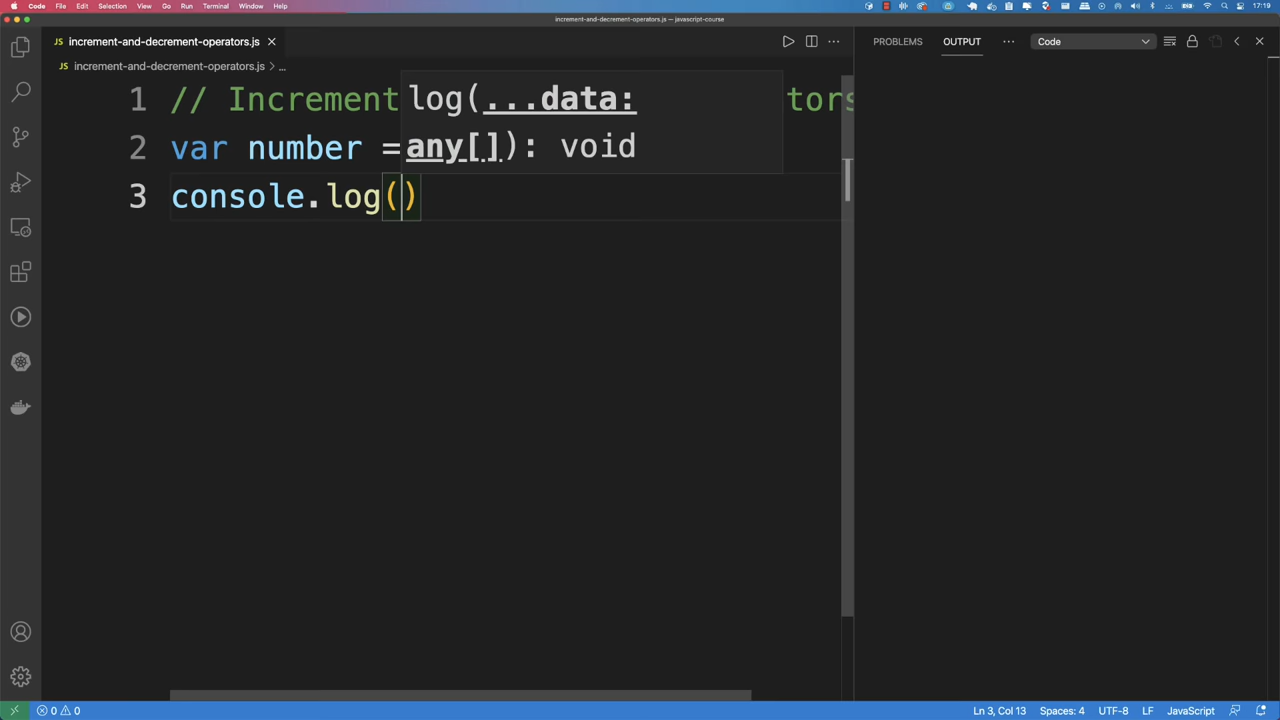 Code File Edit Selection View Go Run Terminal Window Help 17:19
increment-and-decrement-operators.js — javascript-course
JS increment-and-decrement-operators.js
PROBLEMS OUTPUT ... Code
JS increment-and-decrement-operators.js > ...
log(...data:
any[]): void
1 // Increment tors
2 var number =
3 console.log()
0 0 Ln 3, Col 13 Spaces: 4 UTF-8 LF JavaScript